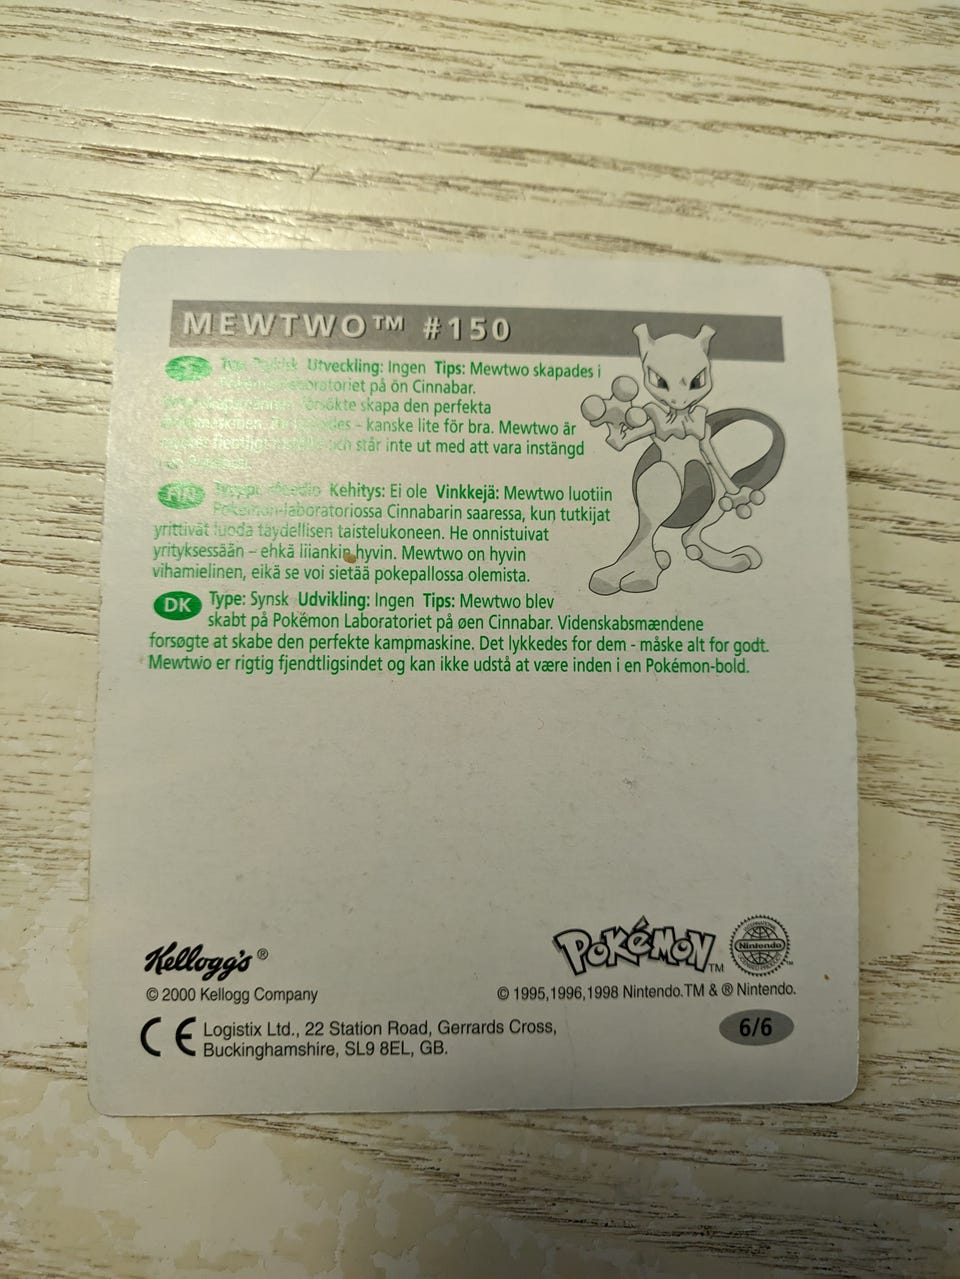 MEWTWO™ #150
Utveckling: Ingen Tips: Mewtwo skapades i
på ön Cinnabar.
försökte skapa den perfekta
- kanske lite för bra. Mewtwo är
och står inte ut med att vara instängd
FIN Kehitys: Ei ole Vinkkejä: Mewtwo luotiin
Pokémon-laboratoriossa Cinnabarin saaressa, kun tutkijat
yrittivät luoda täydellisen taistelukoneen. He onnistuivat
yrityksessään – ehkä liiankin hyvin. Mewtwo on hyvin
vihamielinen, eikä se voi sietää pokepallossa olemista.
DK Type: Synsk Udvikling: Ingen Tips: Mewtwo blev
skabt på Pokémon Laboratoriet på øen Cinnabar. Videnskabsmændene
forsøgte at skabe den perfekte kampmaskine. Det lykkedes for dem - måske alt for godt.
Mewtwo er rigtig fjendtligsindet og kan ikke udstå at være inden i en Pokémon-bold.
Kellogg's®
© 2000 Kellogg Company
POKéMON™
Nintendo
© 1995,1996,1998 Nintendo.TM & ® Nintendo.
CE Logistix Ltd., 22 Station Road, Gerrards Cross,
Buckinghamshire, SL9 8EL, GB.
6/6